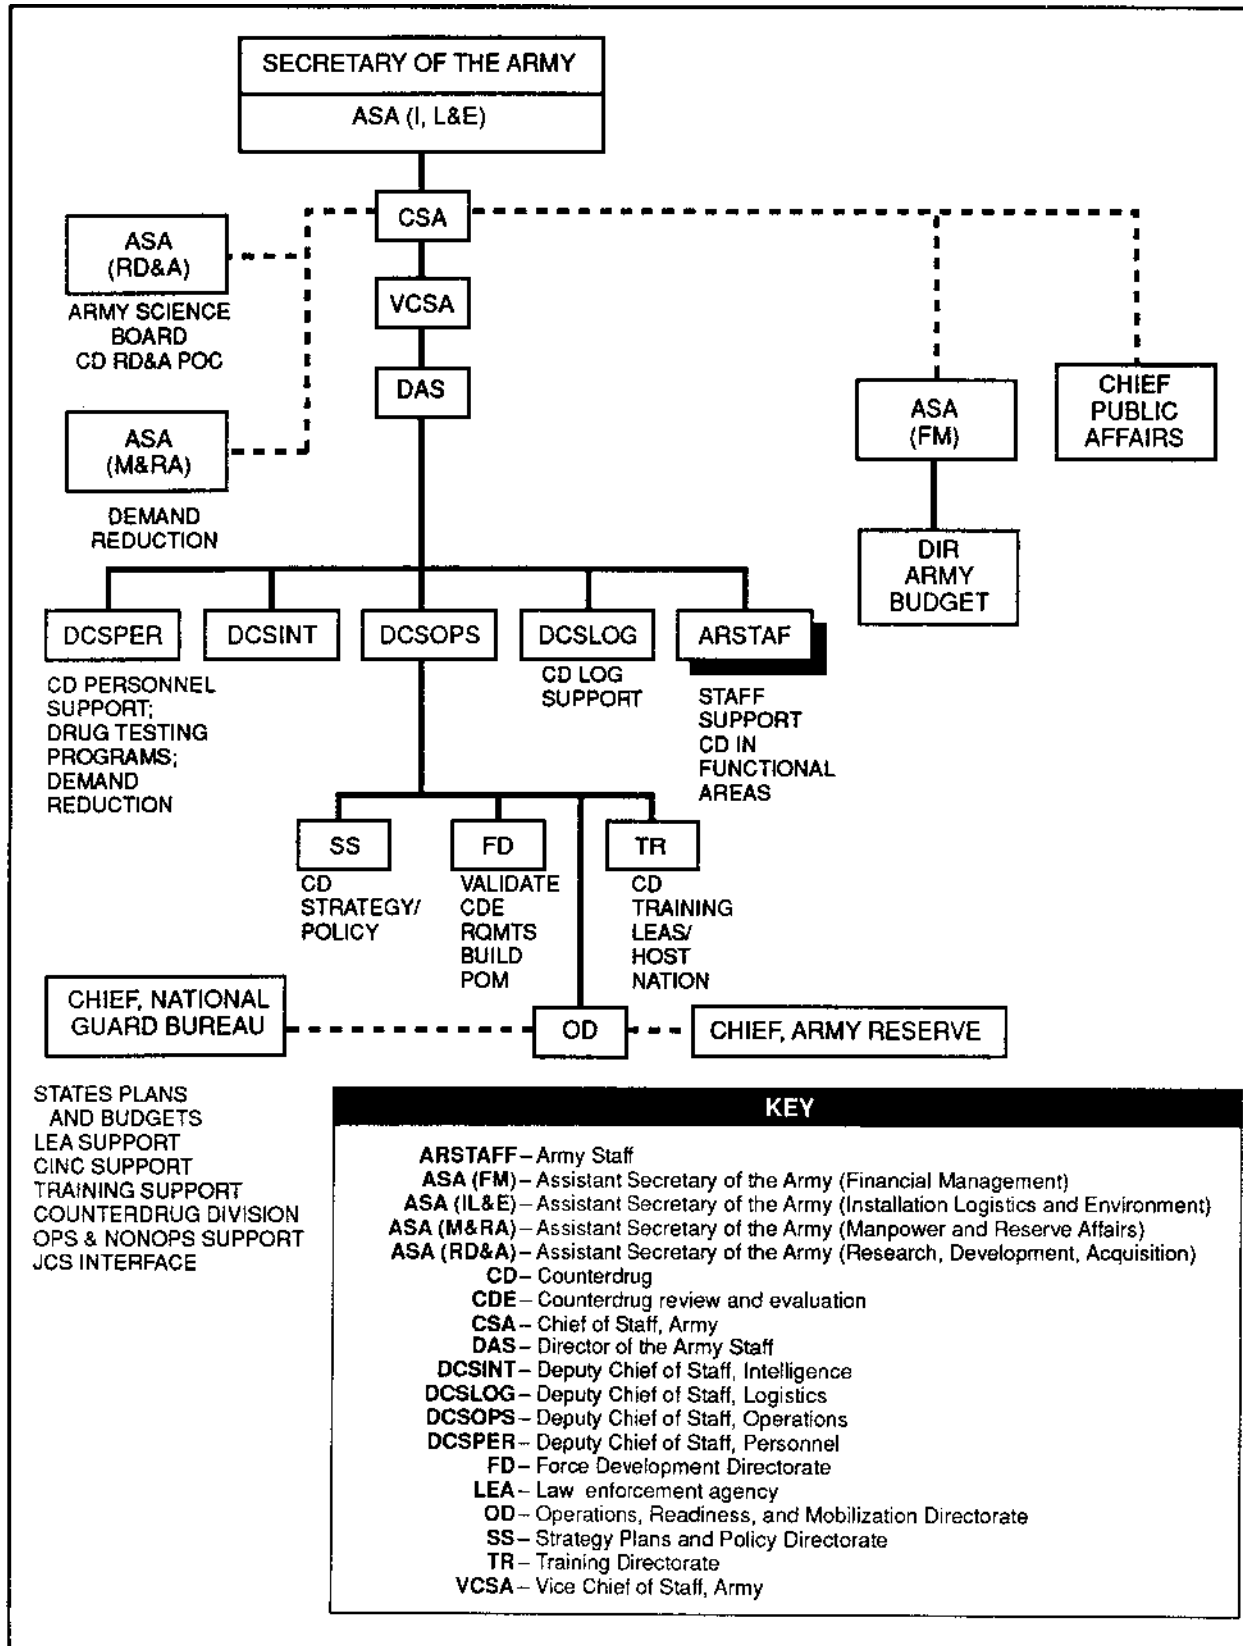 SECRETARY OF THE ARMY
ASA (I, L&E)
CSA
ASA
(RD&A)
ARMY SCIENCE
BOARD
CD RD&A POC
VCSA
DAS
ASA
(M&RA)
DEMAND
REDUCTION
ASA
(FM)
CHIEF
PUBLIC
AFFAIRS
DIR
ARMY
BUDGET
DCSPER
CD PERSONNEL
SUPPORT;
DRUG TESTING
PROGRAMS;
DEMAND
REDUCTION
DCSINT
DCSOPS
DCSLOG
CD LOG
SUPPORT
ARSTAF
STAFF
SUPPORT
CD IN
FUNCTIONAL
AREAS
SS
CD
STRATEGY/
POLICY
FD
VALIDATE
CDE
RQMTS
BUILD
POM
TR
CD
TRAINING
LEAS/
HOST
NATION
CHIEF, NATIONAL
GUARD BUREAU
OD
CHIEF, ARMY RESERVE
STATES PLANS
AND BUDGETS
LEA SUPPORT
CINC SUPPORT
TRAINING SUPPORT
COUNTERDRUG DIVISION
OPS & NONOPS SUPPORT
JCS INTERFACE
KEY
ARSTAFF – Army Staff
ASA (FM) – Assistant Secretary of the Army (Financial Management)
ASA (IL&E) – Assistant Secretary of the Army (Installation Logistics and Environment)
ASA (M&RA) – Assistant Secretary of the Army (Manpower and Reserve Affairs)
ASA (RD&A) – Assistant Secretary of the Army (Research, Development, Acquisition)
CD – Counterdrug
CDE – Counterdrug review and evaluation
CSA – Chief of Staff, Army
DAS – Director of the Army Staff
DCSINT – Deputy Chief of Staff, Intelligence
DCSLOG – Deputy Chief of Staff, Logistics
DCSOPS – Deputy Chief of Staff, Operations
DCSPER – Deputy Chief of Staff, Personnel
FD – Force Development Directorate
LEA – Law enforcement agency
OD – Operations, Readiness, and Mobilization Directorate
SS – Strategy Plans and Policy Directorate
TR – Training Directorate
VCSA – Vice Chief of Staff, Army